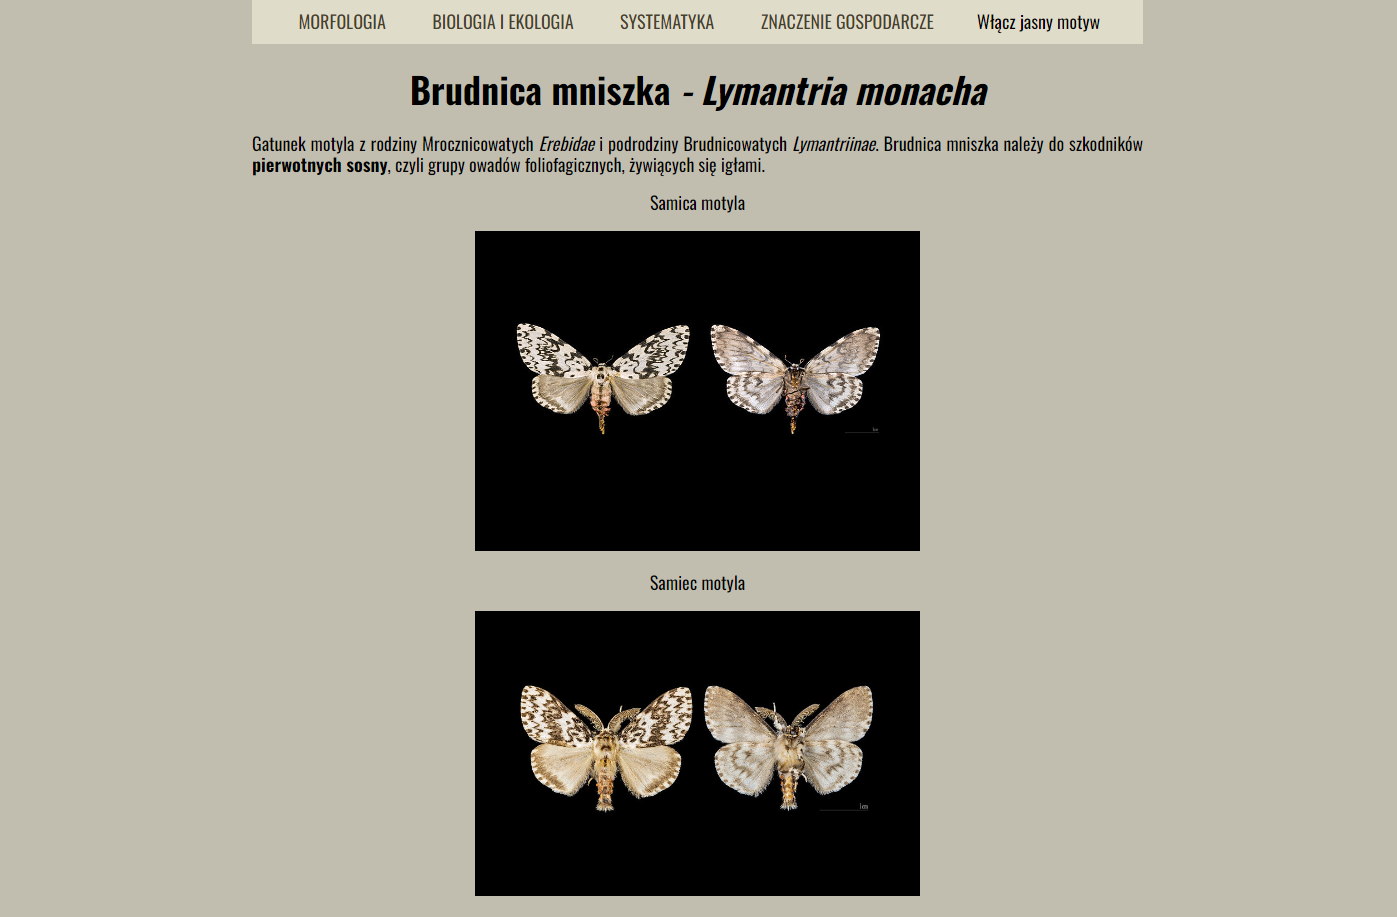 MORFOLOGIA BIOLOGIA I EKOLOGIA SYSTEMATYKA ZNACZENIE GOSPODARCZE Włącz jasny motyw
Brudnica mniszka - Lymantria monacha
Gatunek motyla z rodziny Mrocznicowatych Erebidae i podrodziny Brudnicowatych Lymantriinae. Brudnica mniszka należy do szkodników
pierwotnych sosny, czyli grupy owadów foliofagicznych, żywiących się igłami.
Samica motyla
Samiec motyla
1cm